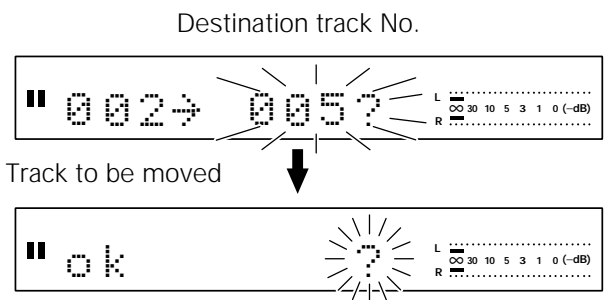 Destination track No.
002→ 005? L ∞ 30 10 5 3 1 0 (−dB) R
Track to be moved
ok ? L ∞ 30 10 5 3 1 0 (−dB) R